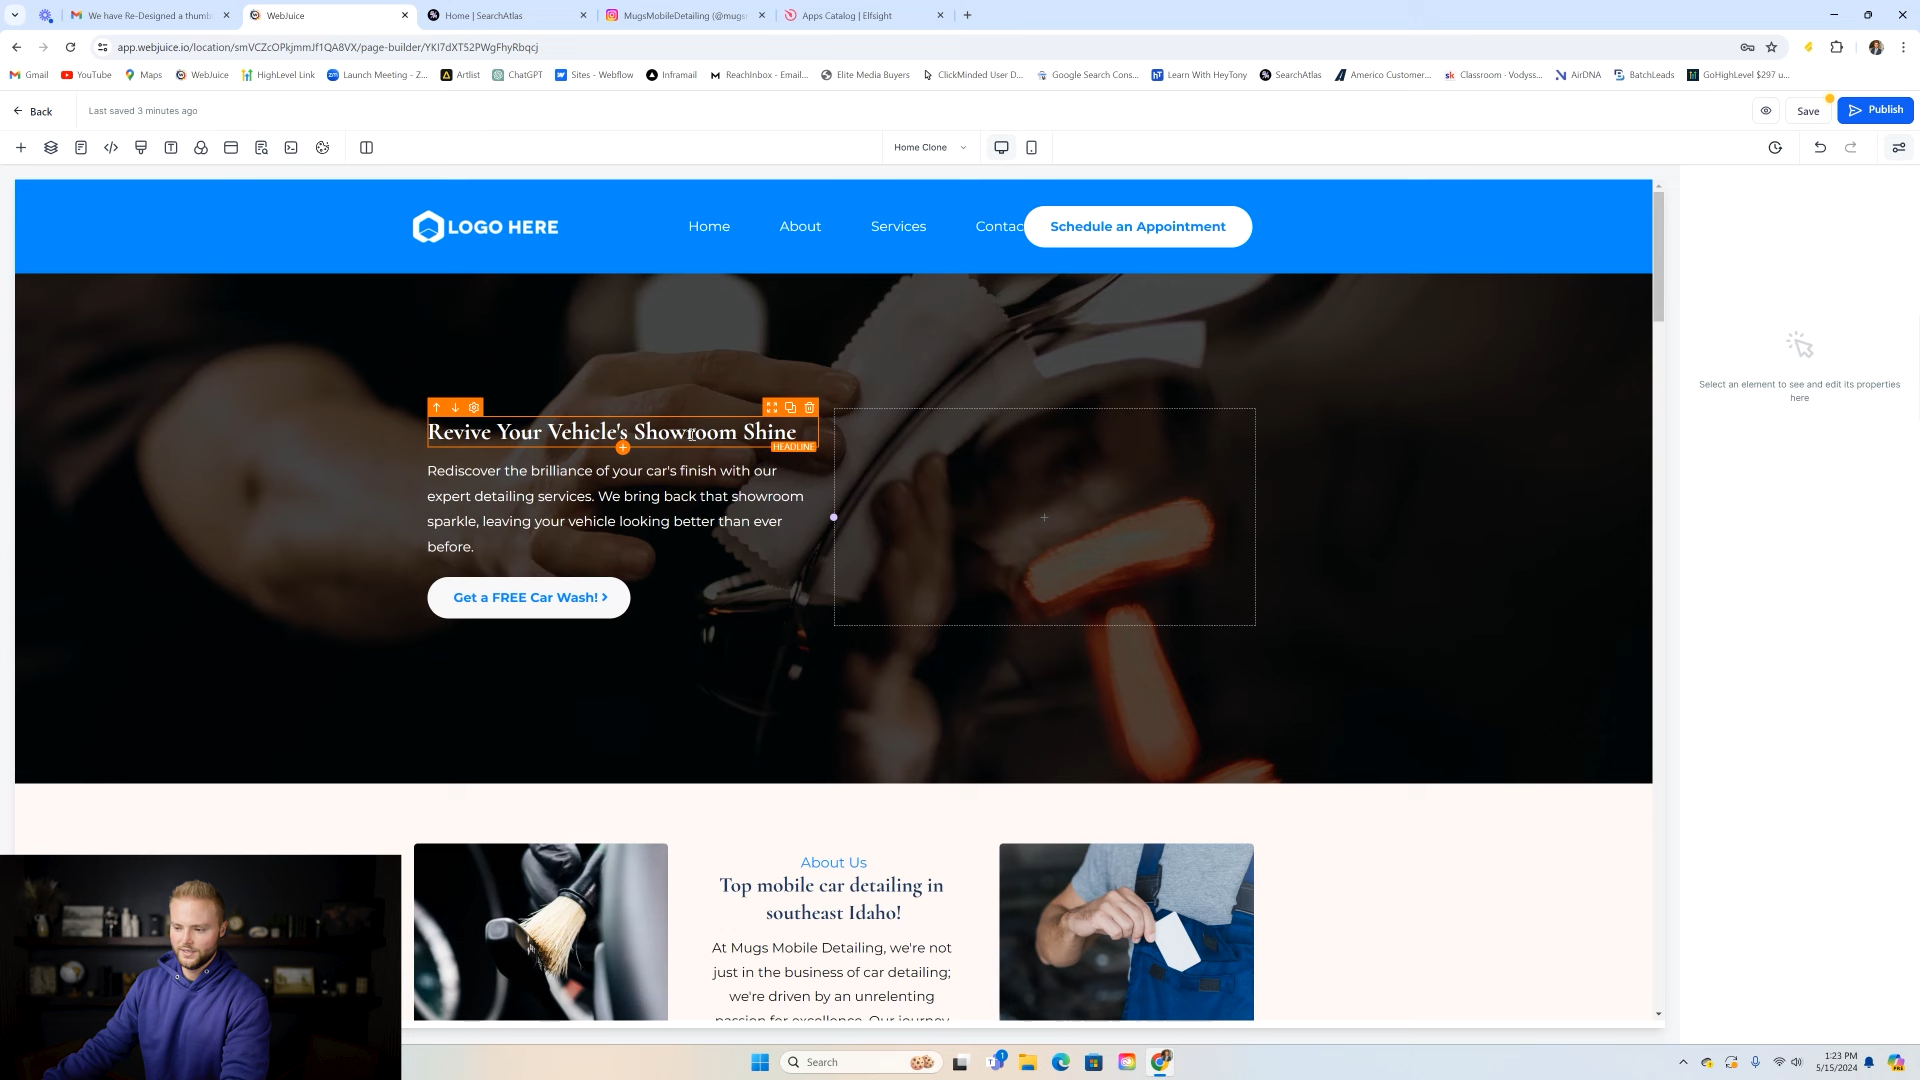 We have Re-Designed a thumb
WebJuice
Home | SearchAtlas
MugsMobileDetailing (@mugs
Apps Catalog | Elfsight
app.webjuice.io/location/smVCZcOPkjmmJf1QA8VX/page-builder/YKI7dXT52PWgFhyRbqcj
Gmail YouTube Maps WebJuice HighLevel Link Launch Meeting - Z... Artlist ChatGPT Sites - Webflow Inframail ReachInbox - Email... Elite Media Buyers ClickMinded User D... Google Search Cons... Learn With HeyTony SearchAtlas Americo Customer... Classroom - Vodyss... AirDNA BatchLeads GoHighLevel $297 u...
Back Last saved 3 minutes ago Save Publish
Home Clone
LOGO HERE Home About Services Contac Schedule an Appointment
Select an element to see and edit its properties
here
Revive Your Vehicle's Showroom Shine
HEADLINE
Rediscover the brilliance of your car's finish with our
expert detailing services. We bring back that showroom
sparkle, leaving your vehicle looking better than ever
before.
Get a FREE Car Wash!
About Us
Top mobile car detailing in
southeast Idaho!
At Mugs Mobile Detailing, we're not
just in the business of car detailing;
we're driven by an unrelenting
passion for excellence. Our journey
Search
1
1:23 PM
5/15/2024
PRE